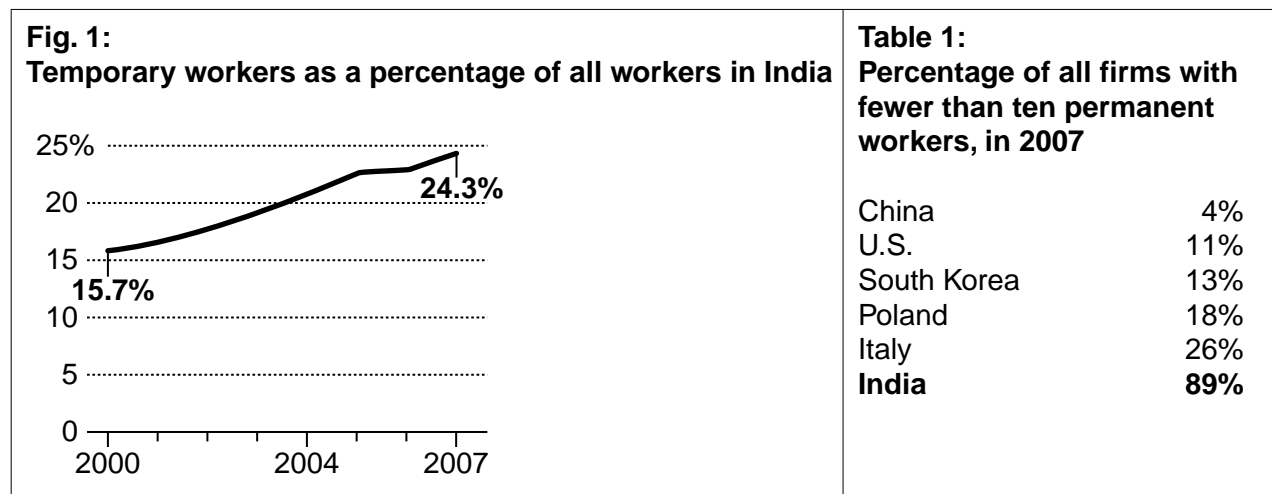 Fig. 1:
Temporary workers as a percentage of all workers in India
25%
24.3%
20
15
15.7%
10
5
0
2000 2004 2007
Table 1:
Percentage of all firms with
fewer than ten permanent
workers, in 2007
China 4%
U.S. 11%
South Korea 13%
Poland 18%
Italy 26%
India 89%